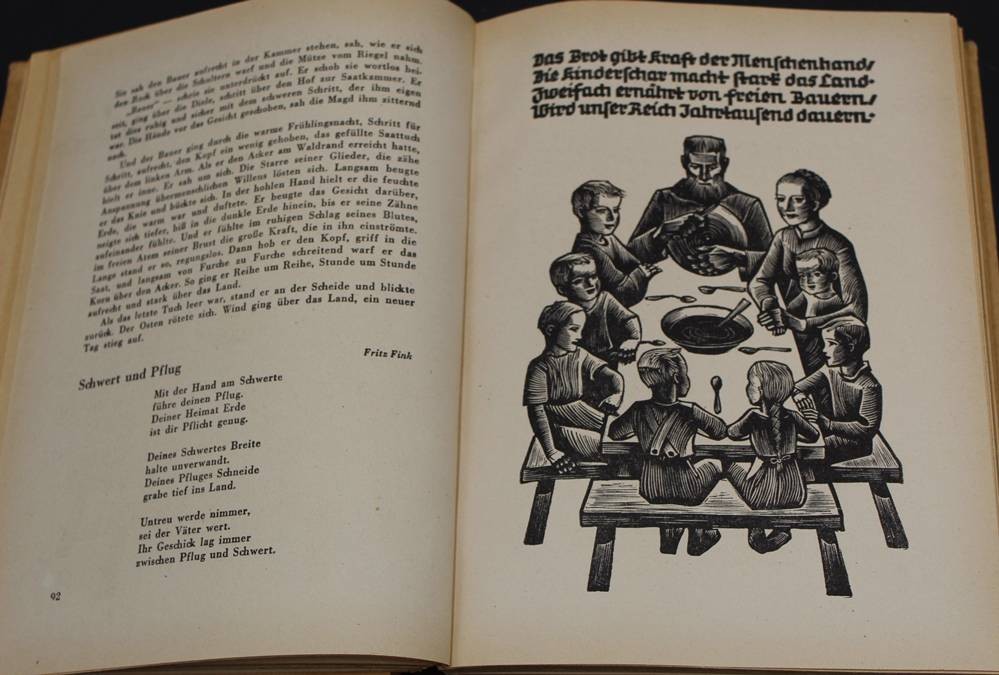 Sie sah den Bauer aufrecht in der Kammer stehen, sah, wie er sich
den Rock über die Schultern warf und die Mütze vom Riegel nahm.
„Bauer" — schrie sie unterdrückt auf. Er schob sie wortlos bei-
seit, ging über die Diele, schritt über den Hof zur Saatkammer. Er
tat dies ruhig und sicher mit dem schweren Schritt, der ihm eigen
war. Die Hände vor das Gesicht geschoben, sah die Magd ihm zitternd
nach.
Und der Bauer ging durch die warme Frühlingsnacht, Schritt für
Schritt, aufrecht, den Kopf ein wenig gehoben, das gefüllte Saattuch
über dem linken Arm. Als er den Acker am Waldrand erreicht hatte,
hielt er inne. Er sah um sich. Die Starre seiner Glieder, die zähe
Anspannung übermenschlichen Willens lösten sich. Langsam beugte
er das Knie und bückte sich. In der hohlen Hand hielt er die feuchte
Erde, die warm war und duftete. Er beugte das Gesicht darüber,
neigte sich tiefer, biß in die dunkle Erde hinein, bis er seine Zähne
aufeinander fühlte. Und er fühlte im ruhigen Schlag seines Blutes,
im freien Atem seiner Brust die große Kraft, die in ihn einströmte.
Lange stand er so, regungslos. Dann hob er den Kopf, griff in die
Saat, und langsam von Furche zu Furche schreitend warf er das
Korn über den Acker. So ging er Reihe um Reihe, Stunde um Stunde
aufrecht und stark über das Land.
Als das letzte Tuch leer war, stand er an der Scheide und blickte
zurück. Der Osten rötete sich. Wind ging über das Land, ein neuer
Tag stieg auf.
Fritz Fink
Schwert und Pflug
Mit der Hand am Schwerte
führe deinen Pflug.
Deiner Heimat Erde
ist dir Pflicht genug.
Deines Schwertes Breite
halte unverwandt.
Deines Pfluges Schneide
grabe tief ins Land.
Untreu werde nimmer,
sei der Väter wert.
Ihr Geschick lag immer
zwischen Pflug und Schwert.
92
Das Brot gibt Kraft der Menschenhand/
Die Kinderschar macht stark das Land.
Zweifach ernährt von freien Bauern/
Wird unser Reich Jahrtausend dauern.